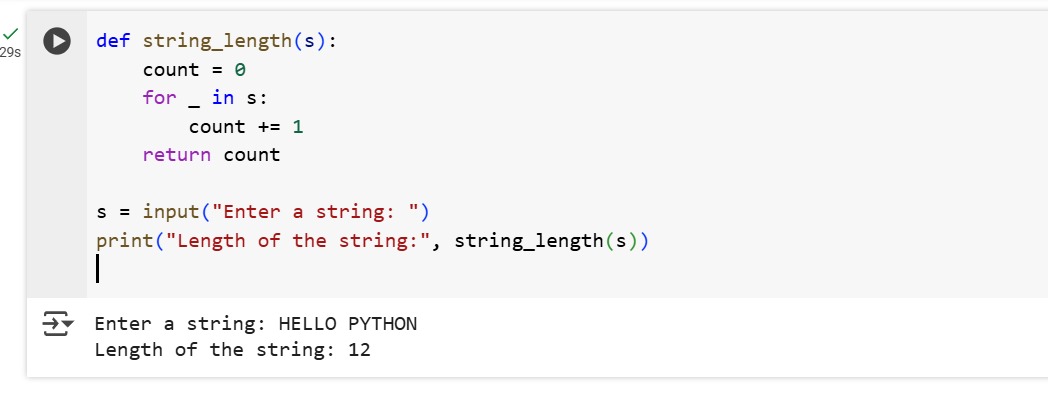 29s
def string_length(s):
    count = 0
    for _ in s:
        count += 1
    return count
s = input("Enter a string: ")
print("Length of the string:", string_length(s))
Enter a string: HELLO PYTHON
Length of the string: 12